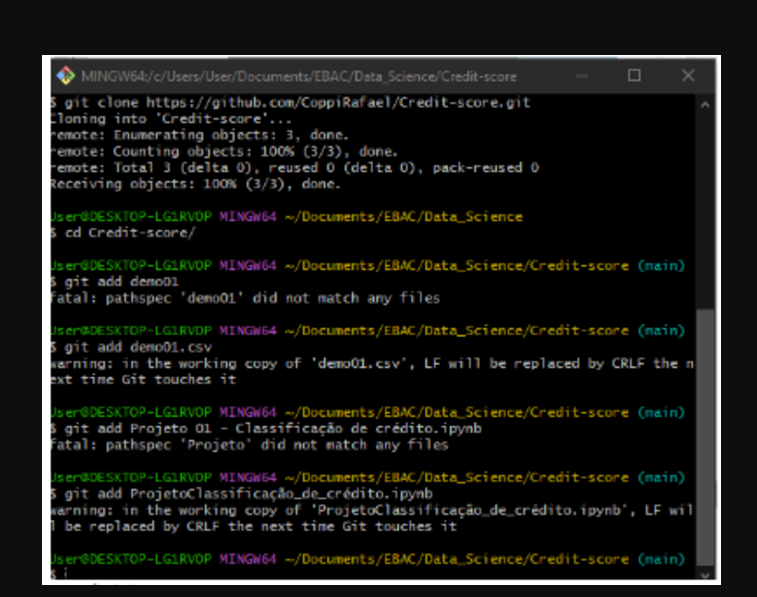 MINGW64:/c/Users/User/Documents/EBAC/Data_Science/Credit-score
$ git clone https://github.com/CoppiRafael/Credit-score.git
Cloning into 'Credit-score'...
remote: Enumerating objects: 3, done.
remote: Counting objects: 100% (3/3), done.
remote: Total 3 (delta 0), reused 0 (delta 0), pack-reused 0
Receiving objects: 100% (3/3), done.
User@DESKTOP-LG1RVOP MINGW64 ~/Documents/EBAC/Data_Science
$ cd Credit-score/
User@DESKTOP-LG1RVOP MINGW64 ~/Documents/EBAC/Data_Science/Credit-score (main)
$ git add demo01
fatal: pathspec 'demo01' did not match any files
User@DESKTOP-LG1RVOP MINGW64 ~/Documents/EBAC/Data_Science/Credit-score (main)
$ git add demo01.csv
warning: in the working copy of 'demo01.csv', LF will be replaced by CRLF the n
ext time Git touches it
User@DESKTOP-LG1RVOP MINGW64 ~/Documents/EBAC/Data_Science/Credit-score (main)
$ git add Projeto 01 - Classificação de crédito.ipynb
fatal: pathspec 'Projeto' did not match any files
User@DESKTOP-LG1RVOP MINGW64 ~/Documents/EBAC/Data_Science/Credit-score (main)
$ git add ProjetoClassificação_de_crédito.ipynb
warning: in the working copy of 'ProjetoClassificação_de_crédito.ipynb', LF wil
l be replaced by CRLF the next time Git touches it
User@DESKTOP-LG1RVOP MINGW64 ~/Documents/EBAC/Data_Science/Credit-score (main)
$